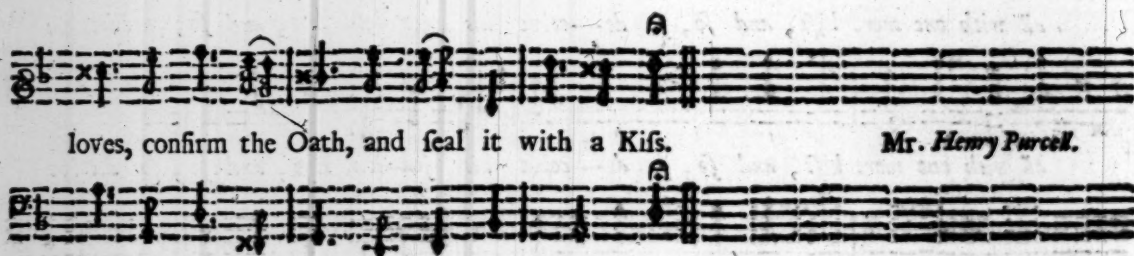 loves, confirm the Oath, and ſeal it with a Kiſs. Mr. Henry Purcell.